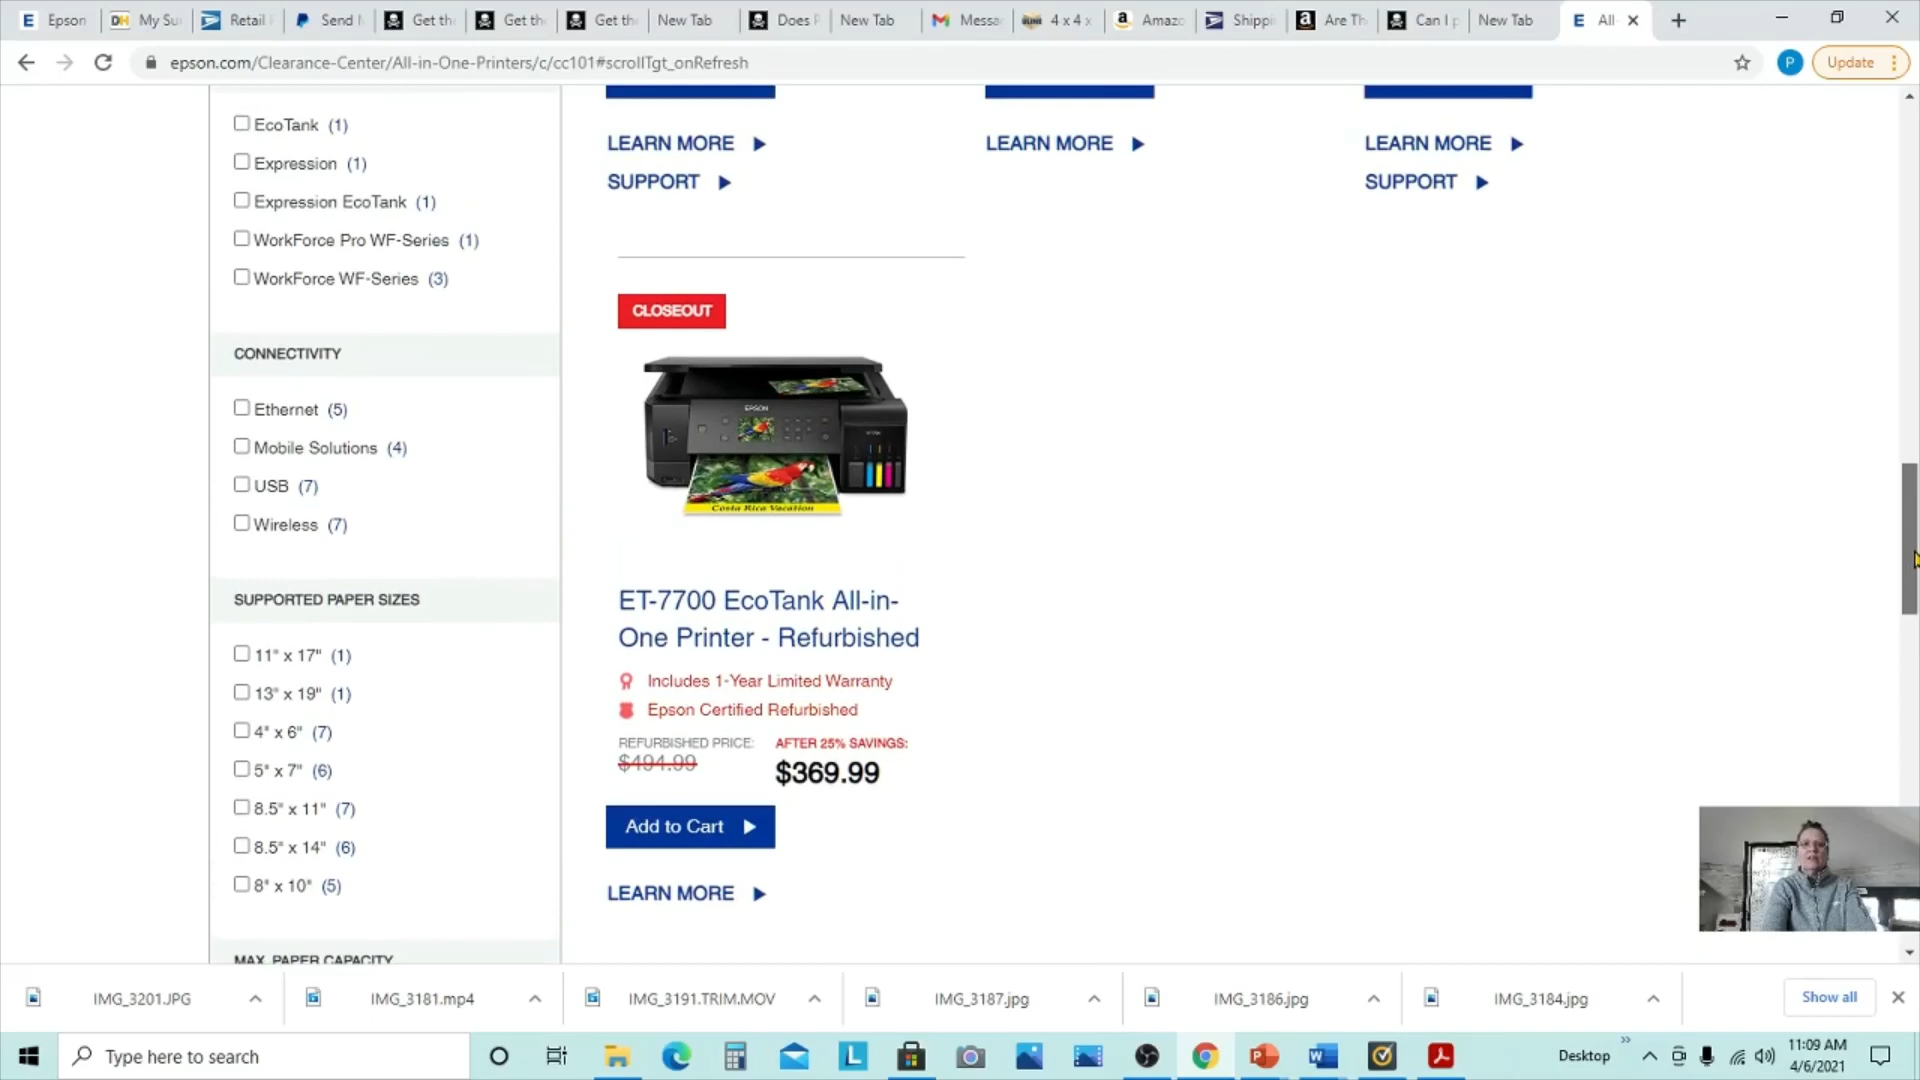 Epson
My Su
Retail
Send
Get th
Get th
Get th
New Tab
Does
New Tab
Messa
4 x 4 x
Amazo
Shippi
Are Th
Can I p
New Tab
All
epson.com/Clearance-Center/All-in-One-Printers/c/cc101#scrollTgt_onRefresh
P
Update
EcoTank (1)
Expression (1)
Expression EcoTank (1)
WorkForce Pro WF-Series (1)
WorkForce WF-Series (3)
CONNECTIVITY
Ethernet (5)
Mobile Solutions (4)
USB (7)
Wireless (7)
SUPPORTED PAPER SIZES
11" x 17" (1)
13" x 19" (1)
4" x 6" (7)
5" x 7" (6)
8.5" x 11" (7)
8.5" x 14" (6)
8" x 10" (5)
MAX. PAPER CAPACITY
LEARN MORE
SUPPORT
LEARN MORE
LEARN MORE
SUPPORT
CLOSEOUT
EPSON
Costa Rica Vacation
ET-7700 EcoTank All-in-
One Printer - Refurbished
Includes 1-Year Limited Warranty
Epson Certified Refurbished
REFURBISHED PRICE: AFTER 25% SAVINGS:
$494.99 $369.99
Add to Cart
LEARN MORE
IMG_3201.JPG
IMG_3181.mp4
IMG_3191.TRIM.MOV
IMG_3187.jpg
IMG_3186.jpg
IMG_3184.jpg
Show all
Type here to search
Desktop
11:09 AM
4/6/2021